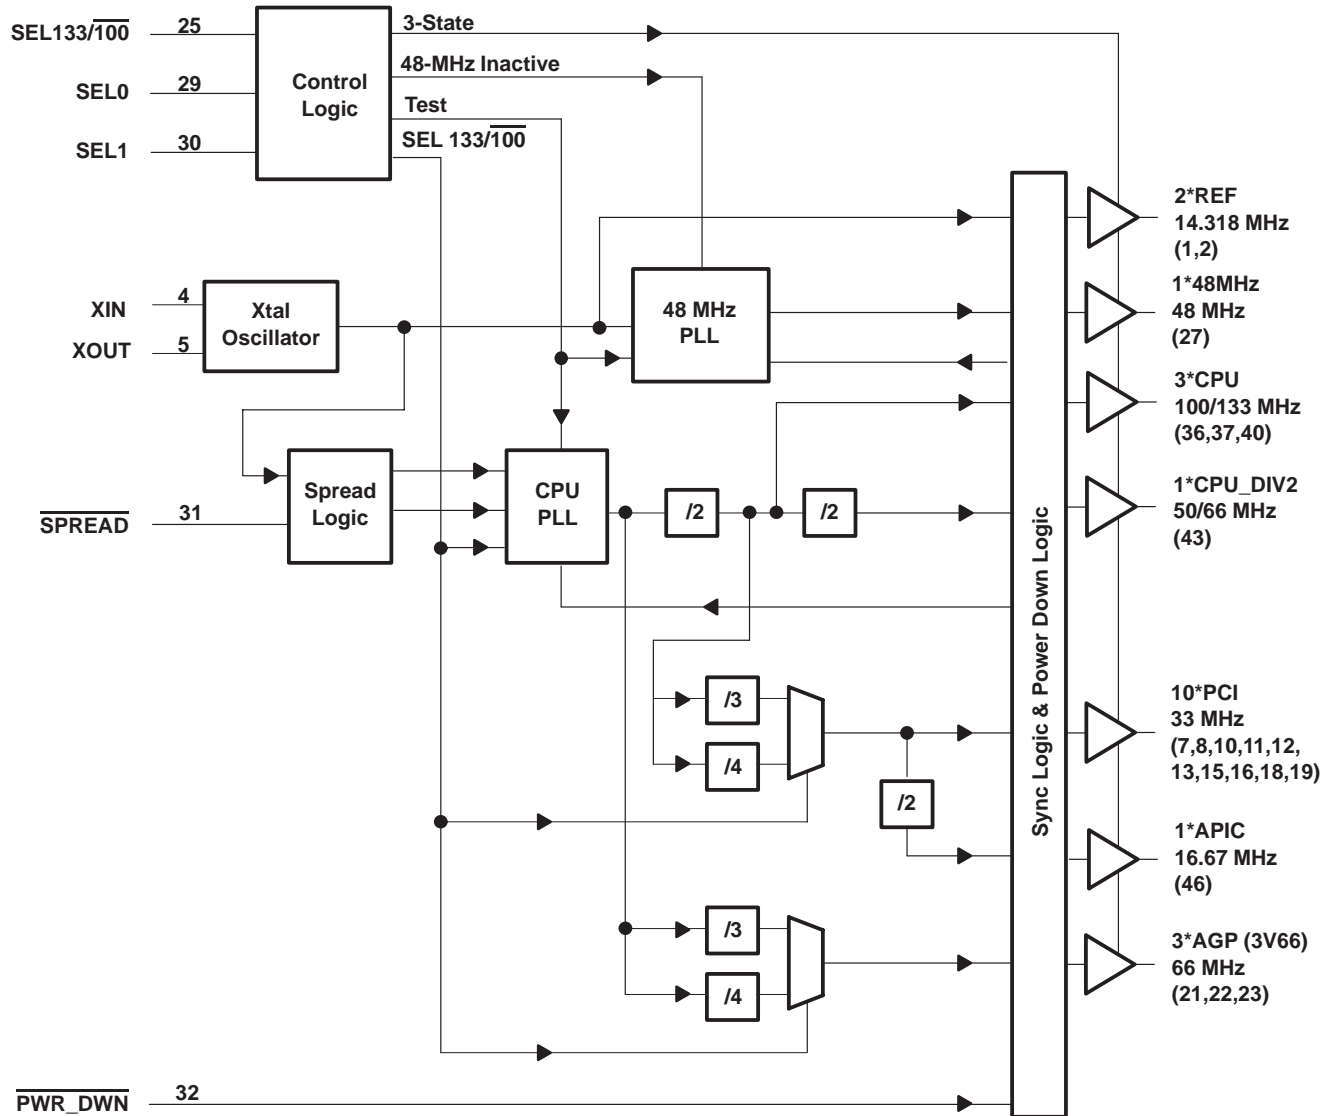 SEL133/100
25
SEL0
29
SEL1
30
Control
Logic
3-State
48-MHz Inactive
Test
SEL 133/100
XIN
4
XOUT
5
Xtal
Oscillator
48 MHz
PLL
SPREAD
31
Spread
Logic
CPU
PLL
/2
/2
/3
/4
/2
/3
/4
PWR_DWN
32
Sync Logic & Power Down Logic
2*REF
14.318 MHz
(1,2)
1*48MHz
48 MHz
(27)
3*CPU
100/133 MHz
(36,37,40)
1*CPU_DIV2
50/66 MHz
(43)
10*PCI
33 MHz
(7,8,10,11,12,
13,15,16,18,19)
1*APIC
16.67 MHz
(46)
3*AGP (3V66)
66 MHz
(21,22,23)